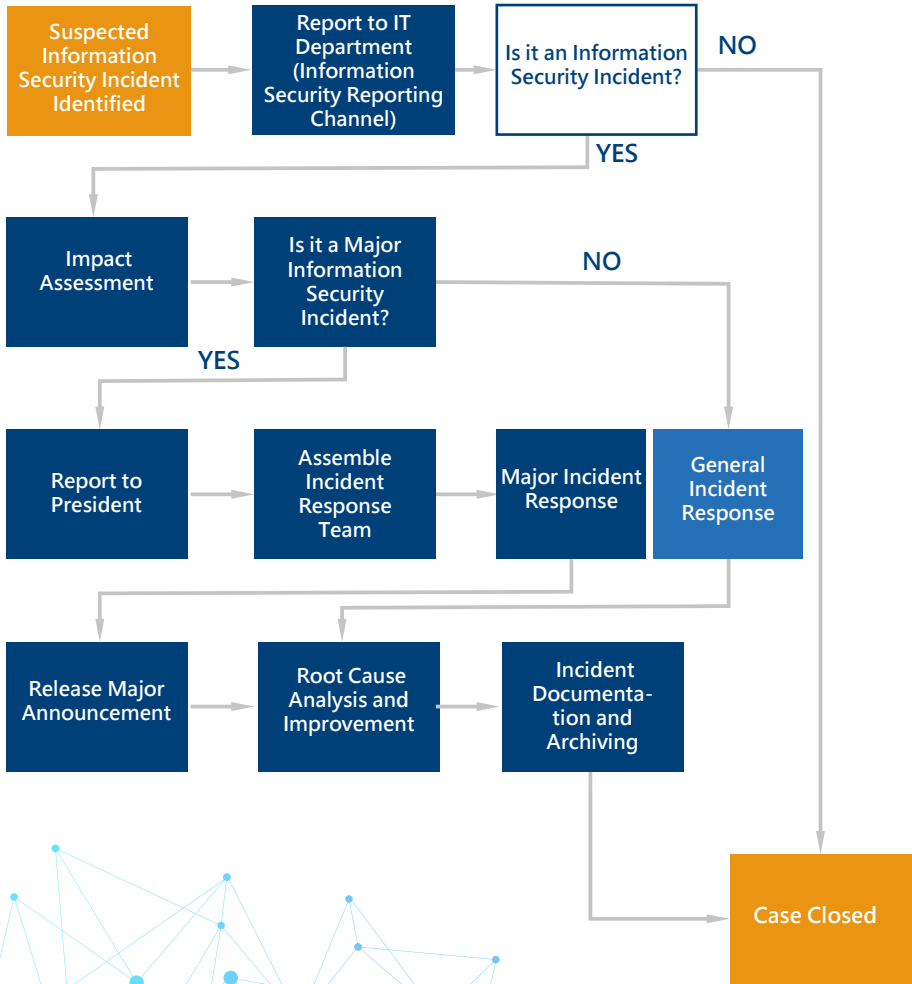 Suspected
Information
Security Incident
Identified
Report to IT
Department
(Information
Security Reporting
Channel)
Is it an Information
Security Incident?
NO
YES
Impact
Assessment
Is it a Major
Information
Security
Incident?
NO
YES
Report to
President
Assemble
Incident
Response
Team
Major Incident
Response
General
Incident
Response
Release Major
Announcement
Root Cause
Analysis and
Improvement
Incident
Documenta-
tion and
Archiving
Case Closed